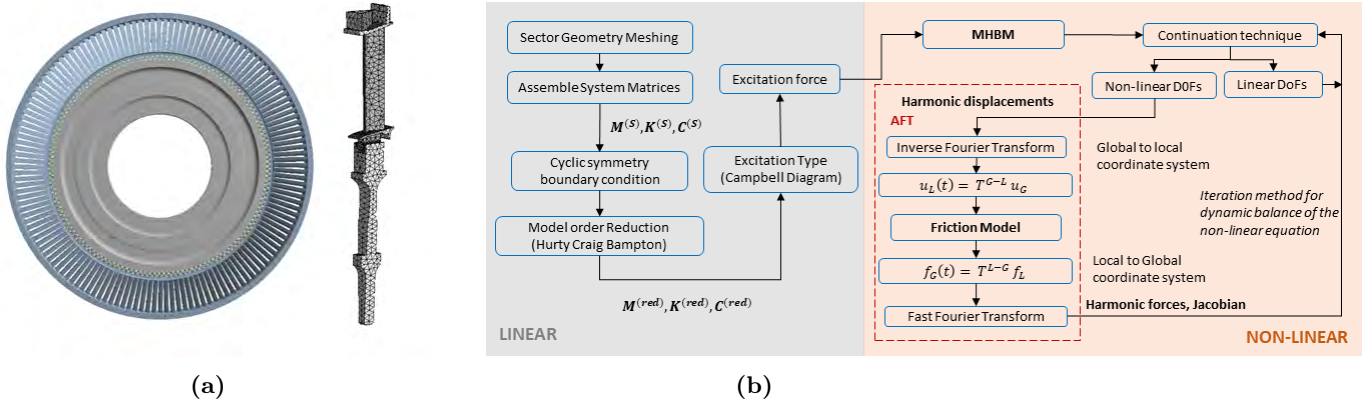 Sector Geometry Meshing
Assemble System Matrices
M^(S), K^(S), C^(S)
Cyclic symmetry
boundary condition
Model order Reduction
(Hurty Craig Bampton)
M^(red), K^(red), C^(red)
Excitation force
Excitation Type
(Campbell Diagram)
LINEAR
MHBM
Continuation technique
Non-linear D0Fs
Linear DoFs
Harmonic displacements
AFT
Inverse Fourier Transform
Global to local
coordinate system
u_L(t) = T^{G−L} u_G
Friction Model
Iteration method for
dynamic balance of the
non-linear equation
f_G(t) = T^{L−G} f_L
Local to Global
coordinate system
Harmonic forces, Jacobian
Fast Fourier Transform
NON-LINEAR
(a)
(b)